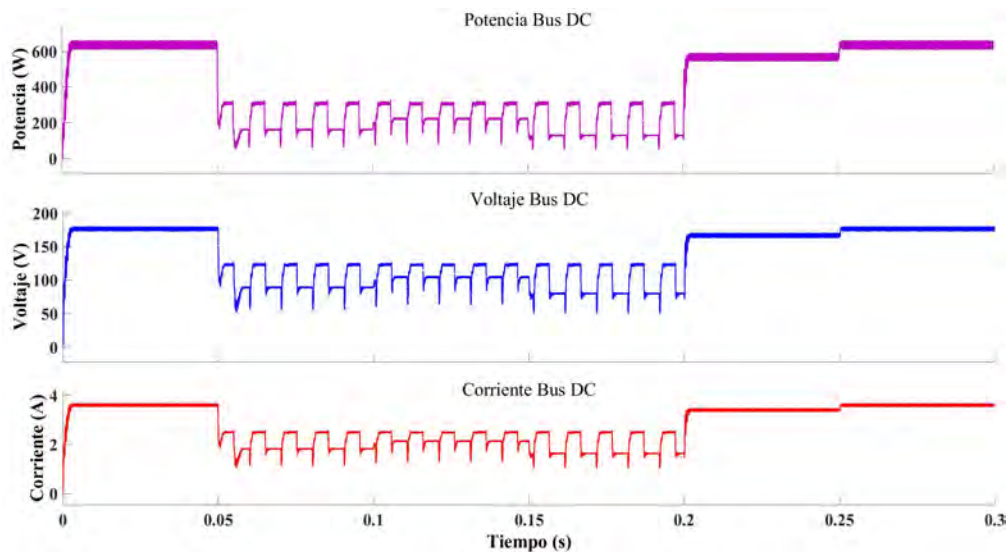 Potencia Bus DC
Potencia (W)
600
400
200
0
Voltaje Bus DC
Voltaje (V)
200
150
100
50
0
Corriente Bus DC
Corriente (A)
4
2
0
0 0.05 0.1 0.15 0.2 0.25 0.3
Tiempo (s)